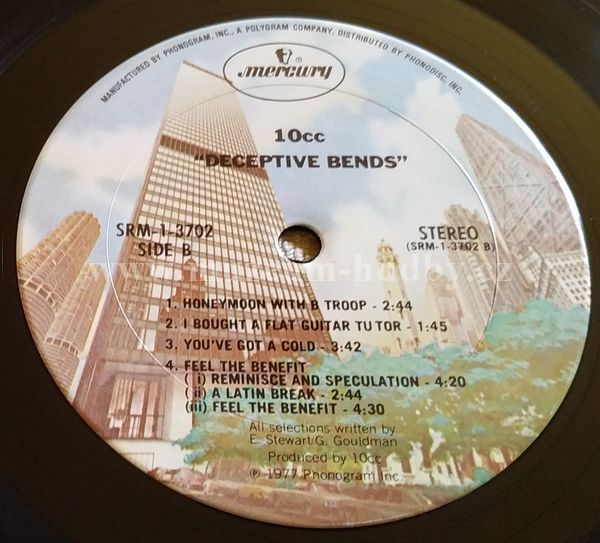 MANUFACTURED BY PHONOGRAM, INC., A POLYGRAM COMPANY. DISTRIBUTED BY PHONODISC, INC.
®
mercury
10cc
"DECEPTIVE BENDS"
SRM-1-3702
SIDE B
STEREO
(SRM-1-3702 B)
1. HONEYMOON WITH B TROOP - 2:44
2. I BOUGHT A FLAT GUITAR TUTOR - 1:45
3. YOU'VE GOT A COLD - 3:42
4. FEEL THE BENEFIT
( i) REMINISCE AND SPECULATION - 4:20
(ii) A LATIN BREAK - 2:44
(iii) FEEL THE BENEFIT - 4:30
All selections written by
E. Stewart/G. Gouldman
Produced by 10cc
℗ 1977 Phonogram Inc.